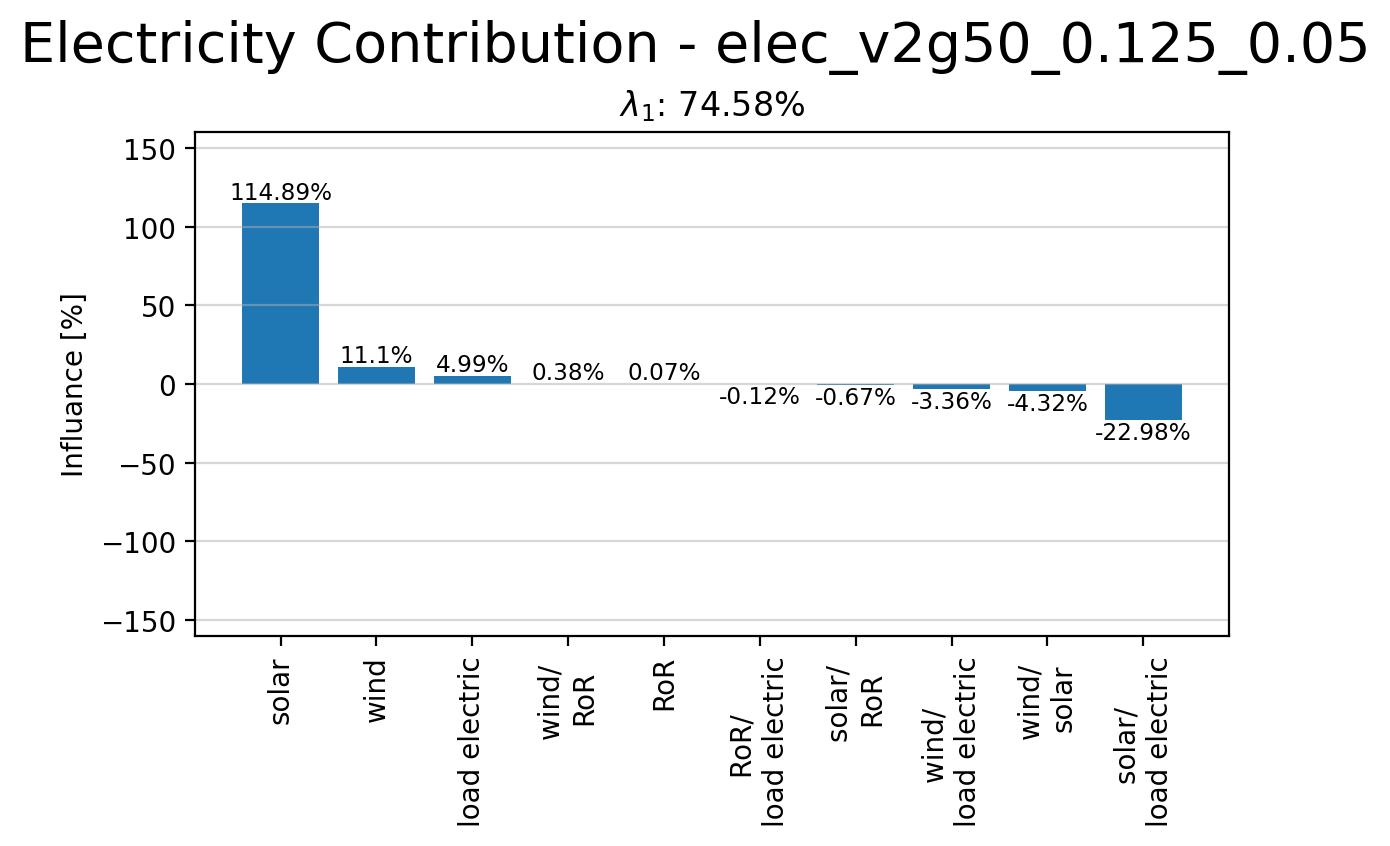 Electricity Contribution - elec_v2g50_0.125_0.05
λ₁: 74.58%
150
100
50
0
−50
−100
−150
Influance [%]
114.89%
11.1%
4.99%
0.38%
0.07%
-0.12%
-0.67%
-3.36%
-4.32%
-22.98%
solar
wind
load electric
wind/
RoR
RoR
RoR/
load electric
solar/
RoR
wind/
load electric
wind/
solar
solar/
load electric